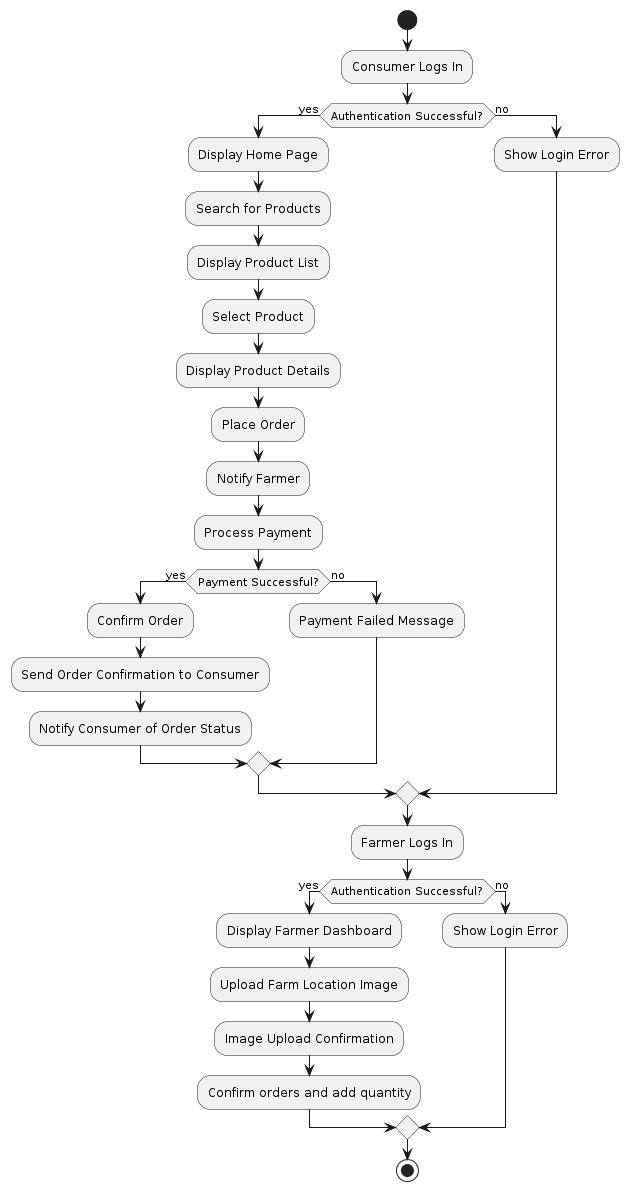 Consumer Logs In
yes
Authentication Successful?
no
Display Home Page
Show Login Error
Search for Products
Display Product List
Select Product
Display Product Details
Place Order
Notify Farmer
Process Payment
yes
Payment Successful?
no
Confirm Order
Payment Failed Message
Send Order Confirmation to Consumer
Notify Consumer of Order Status
Farmer Logs In
yes
Authentication Successful?
no
Display Farmer Dashboard
Show Login Error
Upload Farm Location Image
Image Upload Confirmation
Confirm orders and add quantity